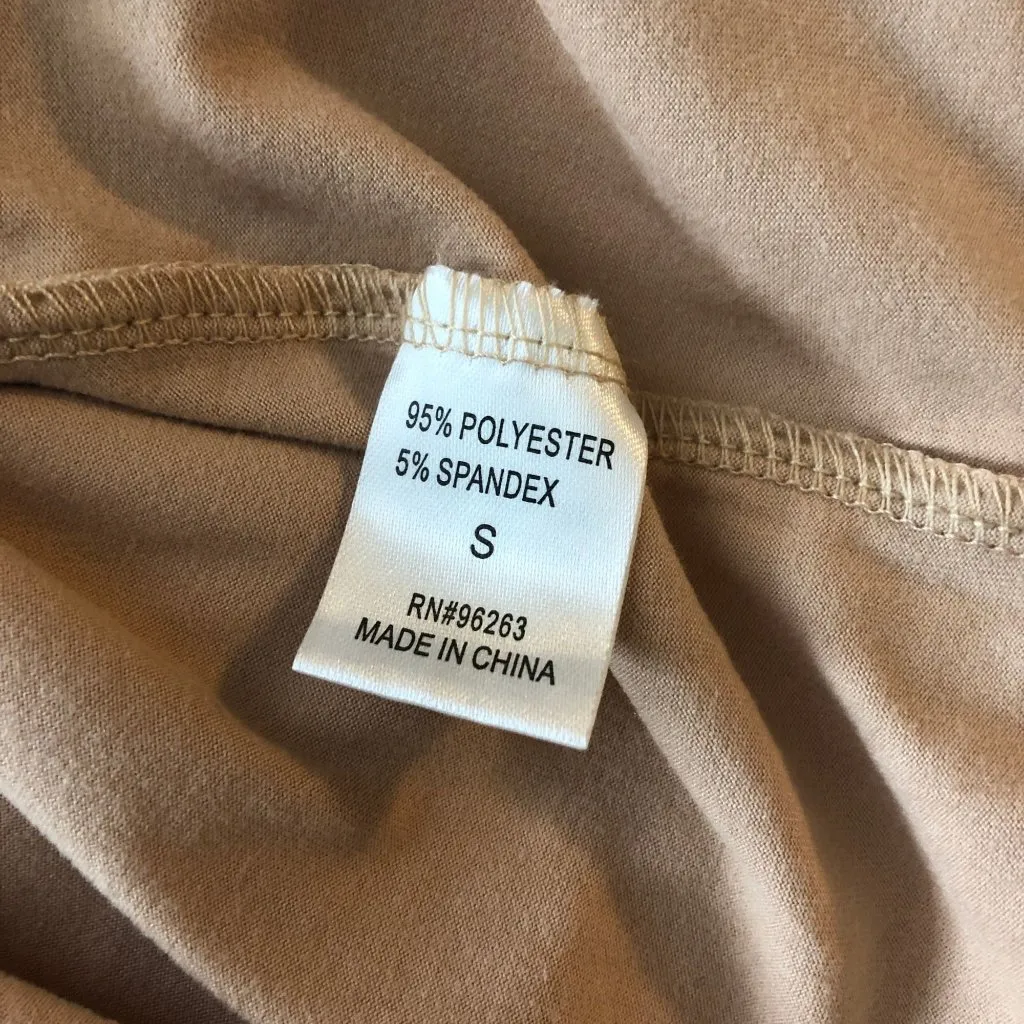 95% POLYESTER
5% SPANDEX
S
RN#96263
MADE IN CHINA